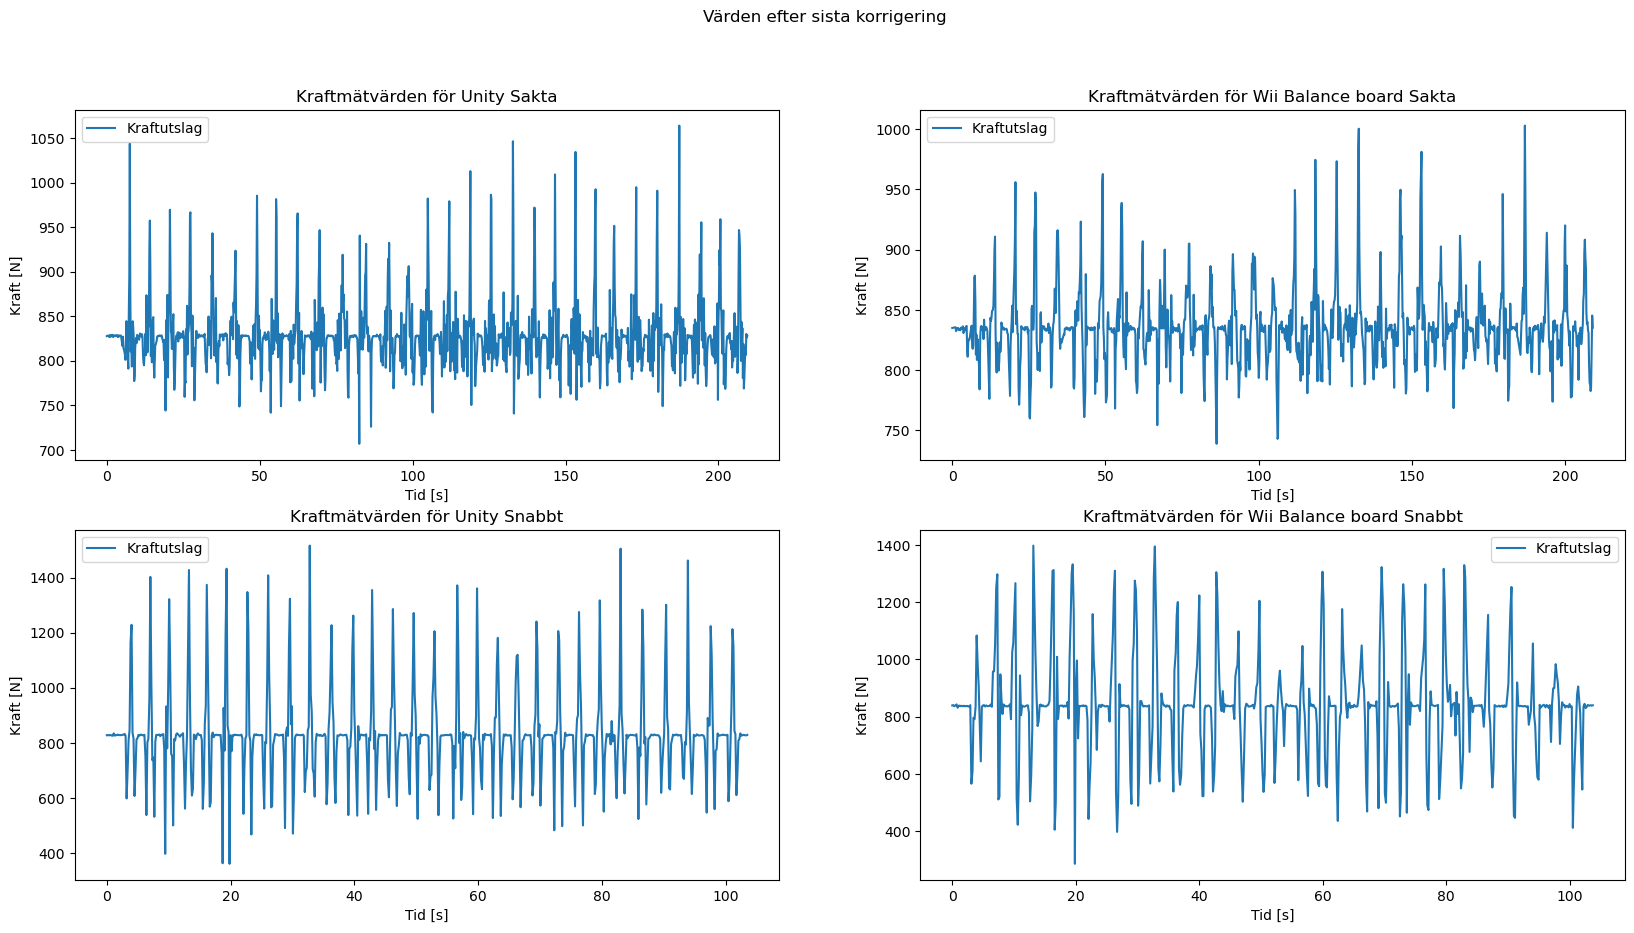 Värden efter sista korrigering
Kraftmätvärden för Unity Sakta
Kraftutslag
Kraft [N]
1050
1000
950
900
850
800
750
700
0
50
100
150
200
Tid [s]
Kraftmätvärden för Wii Balance board Sakta
Kraftutslag
Kraft [N]
1000
950
900
850
800
750
0
50
100
150
200
Tid [s]
Kraftmätvärden för Unity Snabbt
Kraftutslag
Kraft [N]
1400
1200
1000
800
600
400
0
20
40
60
80
100
Tid [s]
Kraftmätvärden för Wii Balance board Snabbt
Kraftutslag
Kraft [N]
1400
1200
1000
800
600
400
0
20
40
60
80
100
Tid [s]